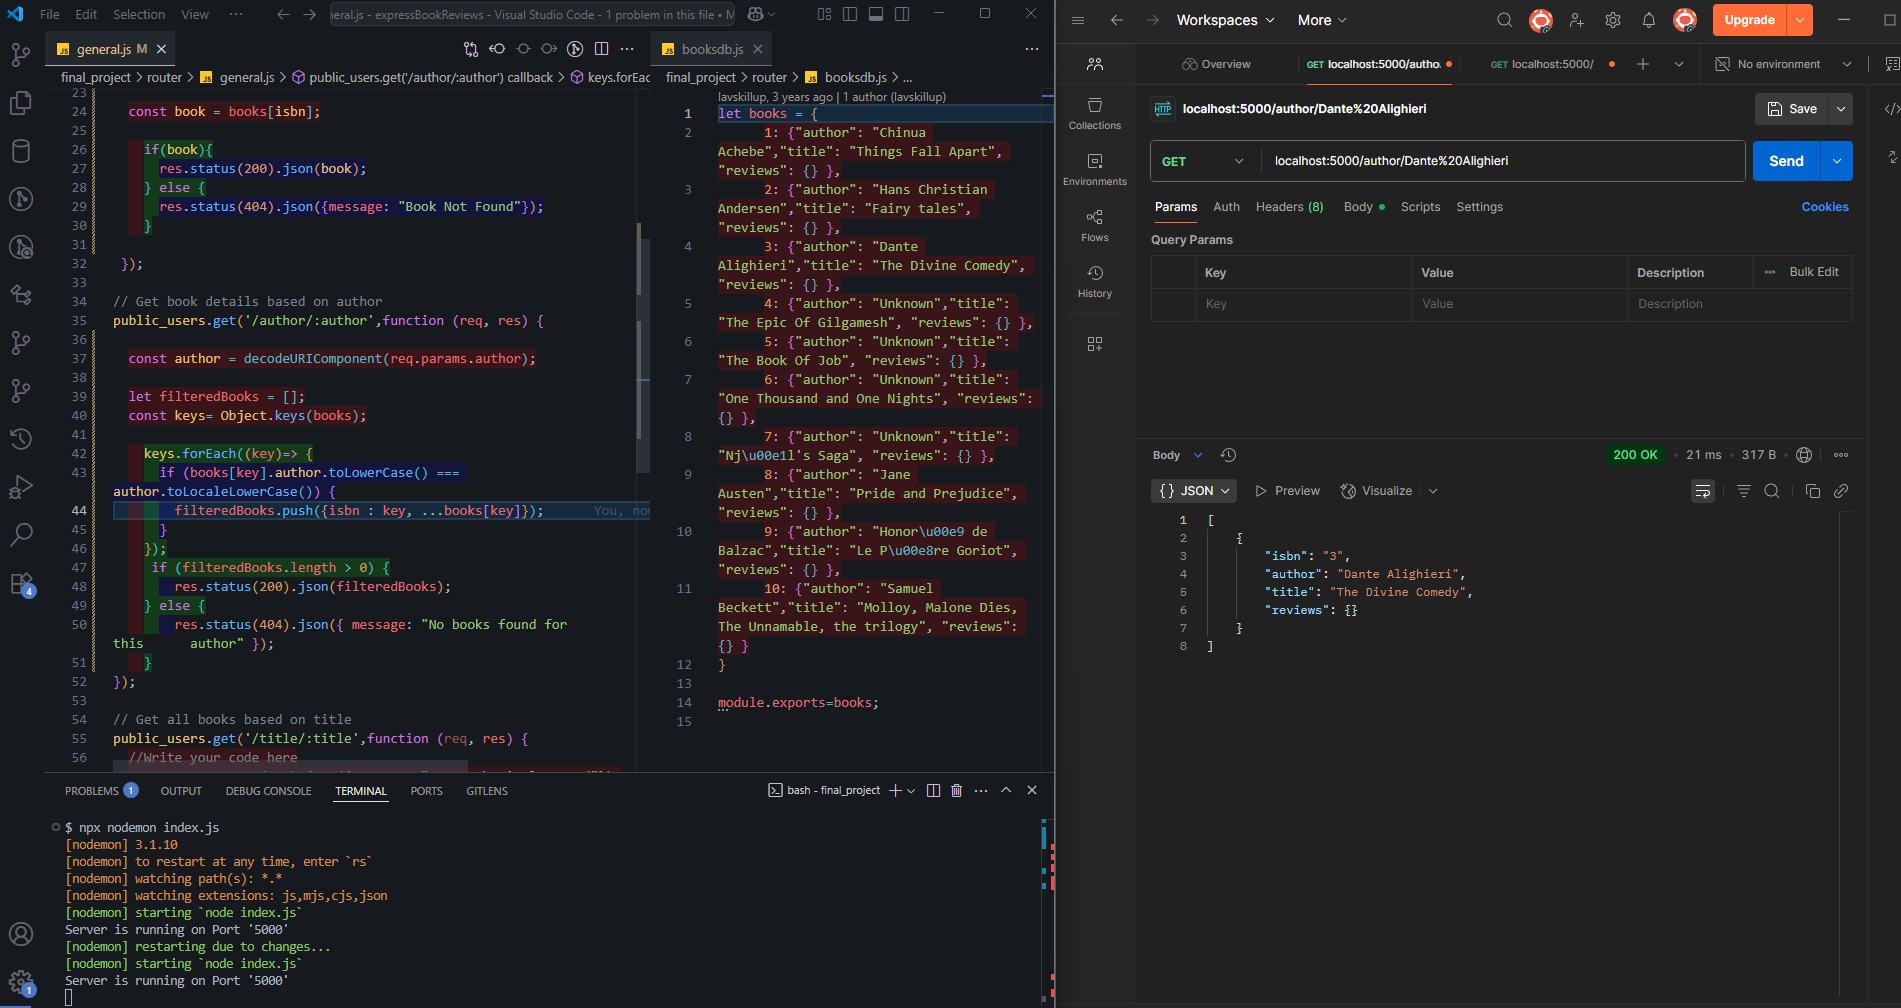 File Edit Selection View ···
neral.js - expressBookReviews - Visual Studio Code - 1 problem in this file • M
general.js M
final_project > router > general.js > public_users.get('/author/:author') callback > keys.forEac
23
24 const book = books[isbn];
25
26 if(book){
27 res.status(200).json(book);
28 } else {
29 res.status(404).json({message: "Book Not Found"});
30 }
31
32 });
33
34 // Get book details based on author
35 public_users.get('/author/:author',function (req, res) {
36
37 const author = decodeURIComponent(req.params.author);
38
39 let filteredBooks = [];
40 const keys= Object.keys(books);
41
42 keys.forEach((key)=> {
43 if (books[key].author.toLowerCase() ===
author.toLocaleLowerCase()) {
44 filteredBooks.push({isbn : key, ...books[key]}); You, no
45 }
46 });
47 if (filteredBooks.length > 0) {
48 res.status(200).json(filteredBooks);
49 } else {
50 res.status(404).json({ message: "No books found for
this author" });
51 }
52 });
53
54 // Get all books based on title
55 public_users.get('/title/:title',function (req, res) {
56 //Write your code here
booksdb.js
final_project > router > booksdb.js > ...
lavskillup, 3 years ago | 1 author (lavskillup)
1 let books = {
2 1: {"author": "Chinua
Achebe","title": "Things Fall Apart",
"reviews": {} },
3 2: {"author": "Hans Christian
Andersen","title": "Fairy tales",
"reviews": {} },
4 3: {"author": "Dante
Alighieri","title": "The Divine Comedy",
"reviews": {} },
5 4: {"author": "Unknown","title":
"The Epic Of Gilgamesh", "reviews": {} },
6 5: {"author": "Unknown","title":
"The Book Of Job", "reviews": {} },
7 6: {"author": "Unknown","title":
"One Thousand and One Nights", "reviews":
{} },
8 7: {"author": "Unknown","title":
"Nj\u00e1l's Saga", "reviews": {} },
9 8: {"author": "Jane
Austen","title": "Pride and Prejudice",
"reviews": {} },
10 9: {"author": "Honor\u00e9 de
Balzac","title": "Le P\u00e8re Goriot",
"reviews": {} },
11 10: {"author": "Samuel
Beckett","title": "Molloy, Malone Dies,
The Unnamable, the trilogy", "reviews":
{} }
12 }
13
14 module.exports=books;
15
4
1
PROBLEMS 1 OUTPUT DEBUG CONSOLE TERMINAL PORTS GITLENS
bash - final_project
$ npx nodemon index.js
[nodemon] 3.1.10
[nodemon] to restart at any time, enter `rs`
[nodemon] watching path(s): *.*
[nodemon] watching extensions: js,mjs,cjs,json
[nodemon] starting `node index.js`
Server is running on Port '5000'
[nodemon] restarting due to changes...
[nodemon] starting `node index.js`
Server is running on Port '5000'
Workspaces More Upgrade
Overview GET localhost:5000/autho. GET localhost:5000/ No environment
Collections
Environments
Flows
History
HTTP localhost:5000/author/Dante%20Alighieri Save
GET localhost:5000/author/Dante%20Alighieri Send
Params Auth Headers (8) Body Scripts Settings Cookies
Query Params
Key Value Description Bulk Edit
Key Value Description
Body 200 OK • 21 ms • 317 B
{} JSON Preview Visualize
1 [
2 {
3 "isbn": "3",
4 "author": "Dante Alighieri",
5 "title": "The Divine Comedy",
6 "reviews": {}
7 }
8 ]